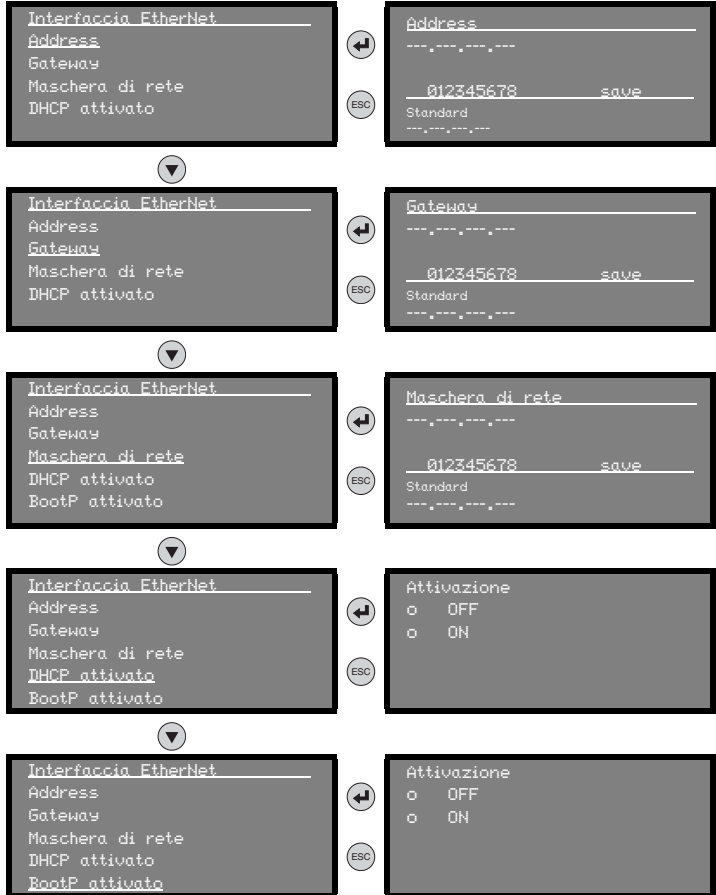 Interfaccia EtherNet
Address
Gateway
Maschera di rete
DHCP attivato
ESC
Address
---.---.---.---
012345678 save
Standard
---.---.---.---
Interfaccia EtherNet
Address
Gateway
Maschera di rete
DHCP attivato
ESC
Gateway
---.---.---.---
012345678 save
Standard
---.---.---.---
Interfaccia EtherNet
Address
Gateway
Maschera di rete
DHCP attivato
BootP attivato
ESC
Maschera di rete
---.---.---.---
012345678 save
Standard
---.---.---.---
Interfaccia EtherNet
Address
Gateway
Maschera di rete
DHCP attivato
BootP attivato
ESC
Attivazione
o OFF
o ON
Interfaccia EtherNet
Address
Gateway
Maschera di rete
DHCP attivato
BootP attivato
ESC
Attivazione
o OFF
o ON